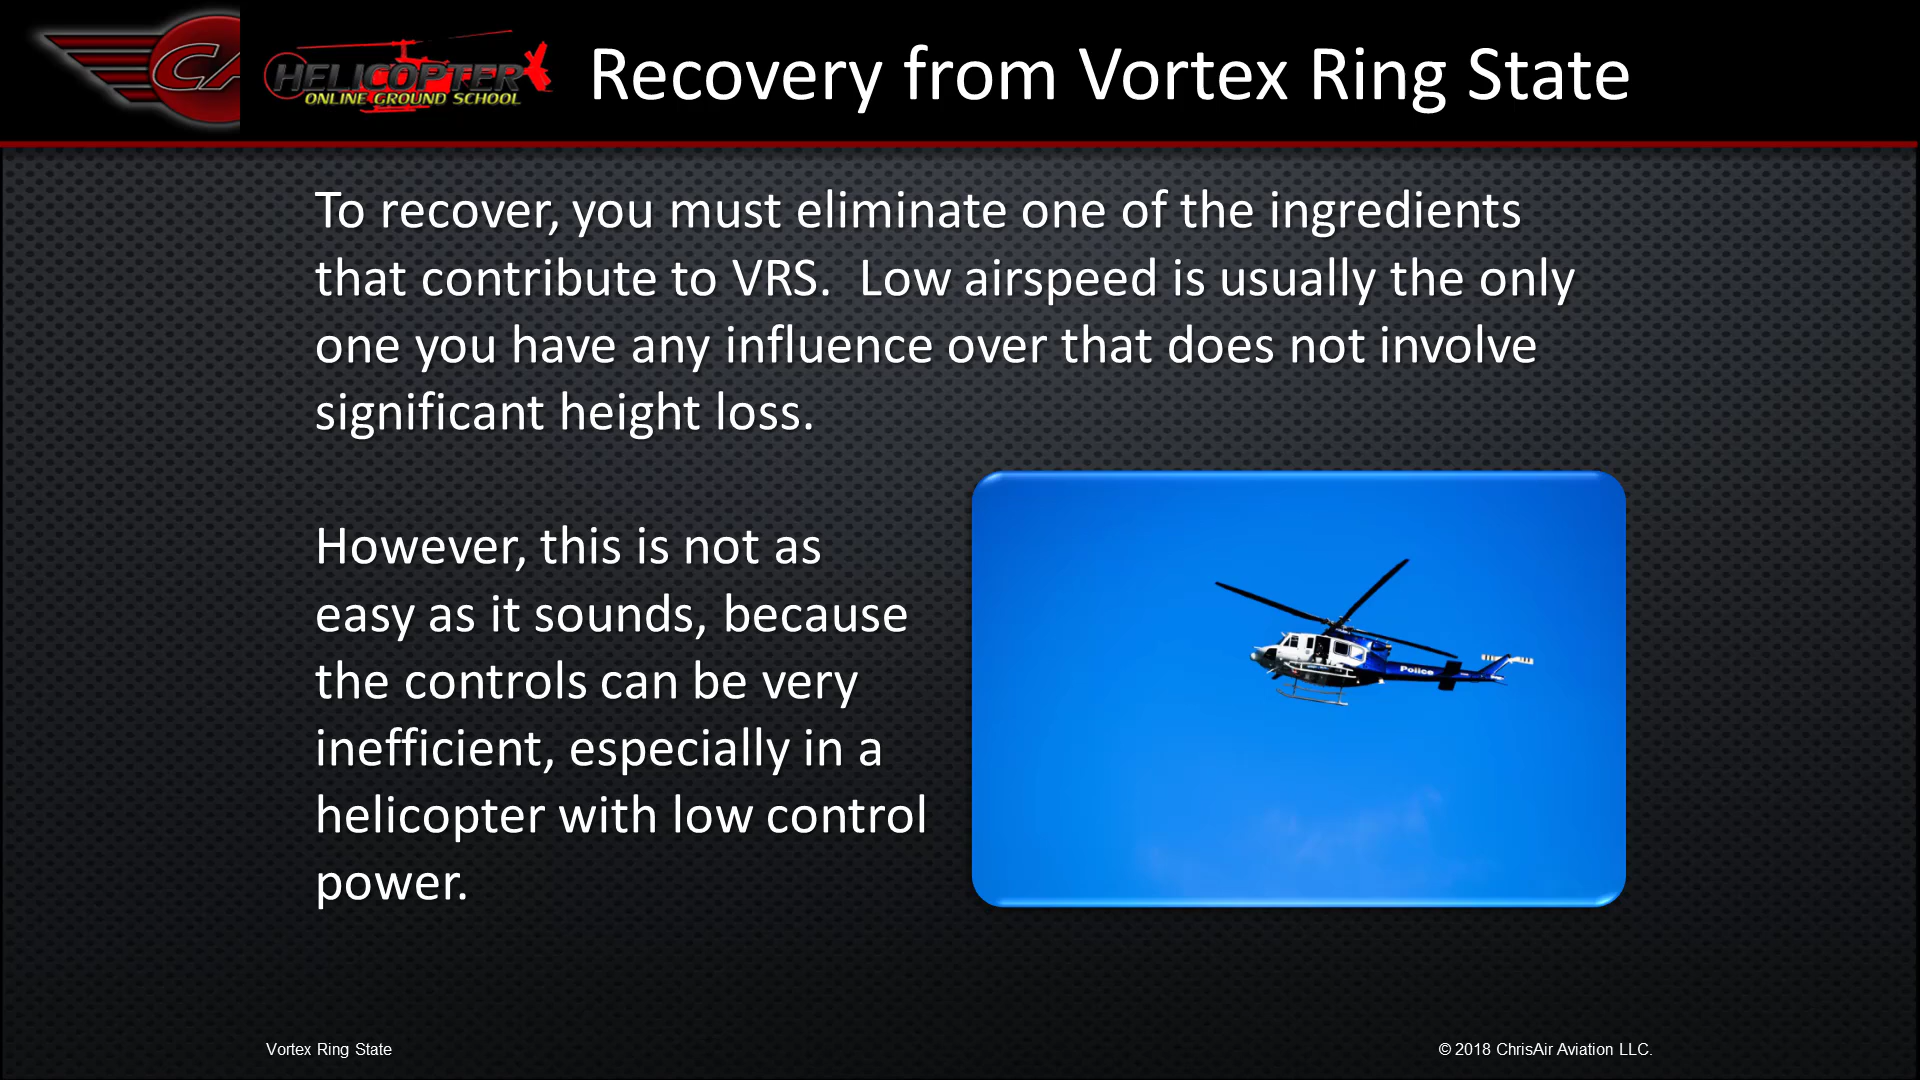 CA
HELICOPTER
ONLINE GROUND SCHOOL
Recovery from Vortex Ring State
To recover, you must eliminate one of the ingredients
that contribute to VRS.  Low airspeed is usually the only
one you have any influence over that does not involve
significant height loss.
However, this is not as
easy as it sounds, because
the controls can be very
inefficient, especially in a
helicopter with low control
power.
Police
Vortex Ring State
© 2018 ChrisAir Aviation LLC.